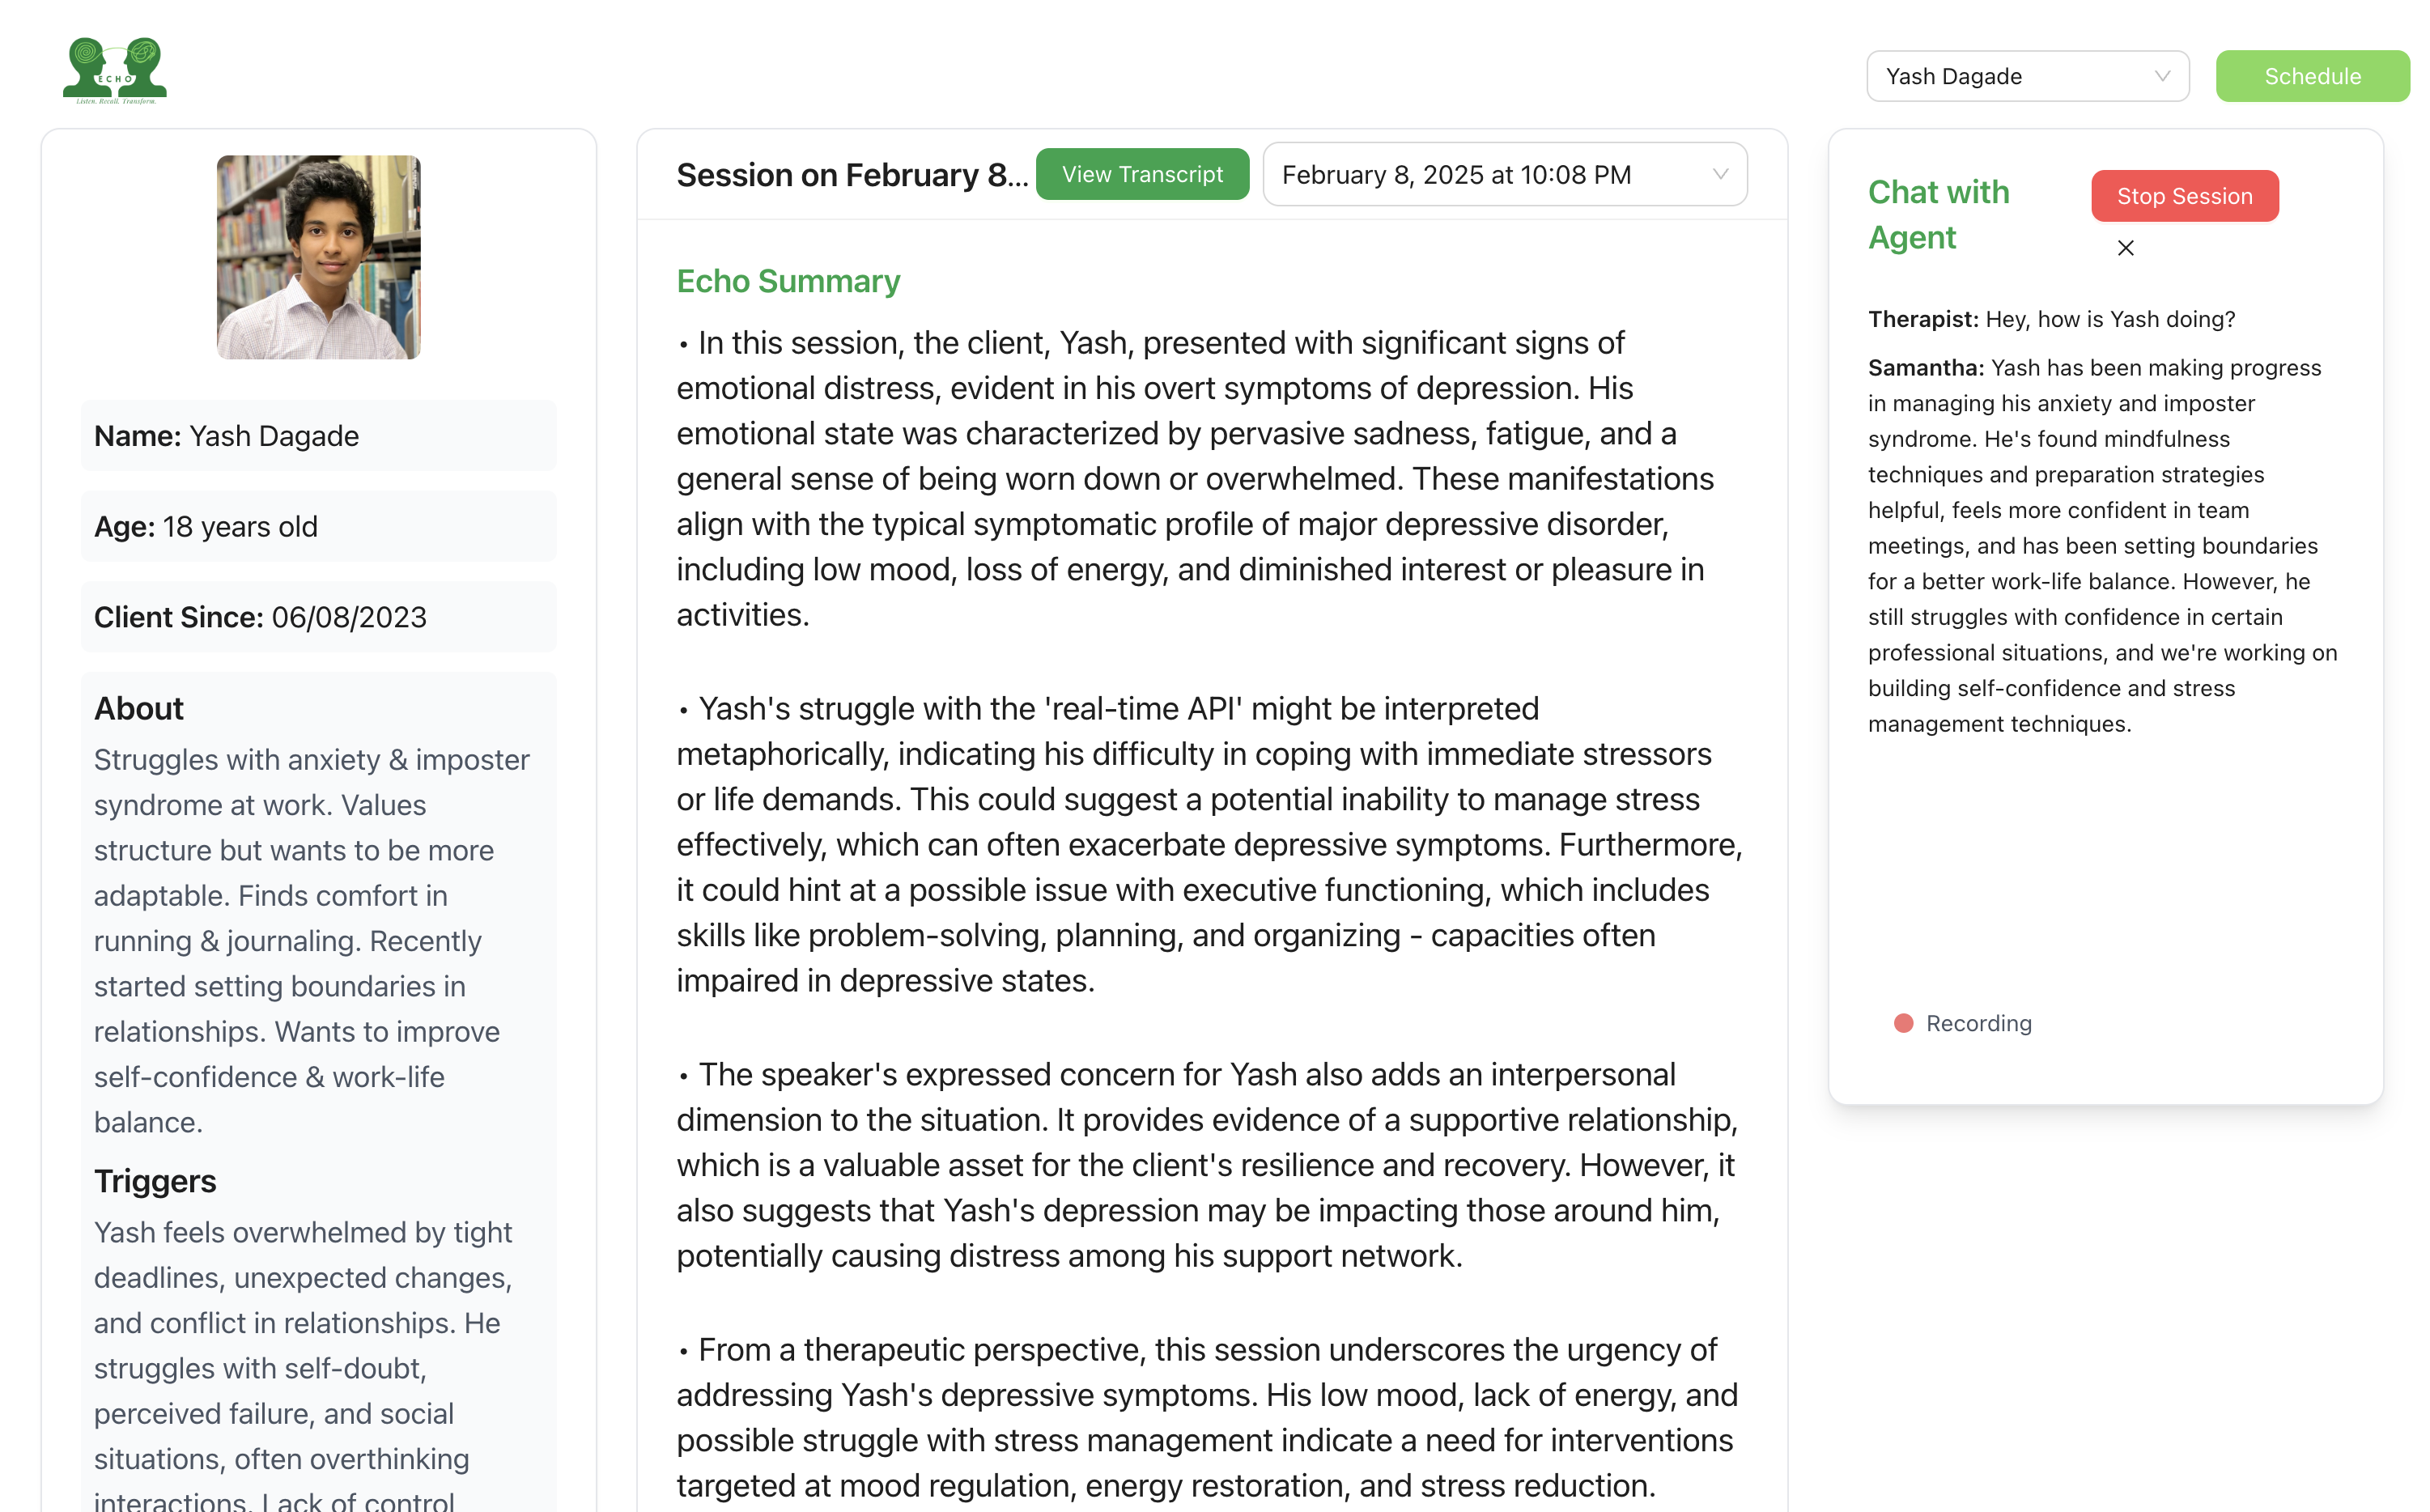 ECHO
Listen. Recall. Transform.
Yash Dagade
Schedule
Name: Yash Dagade
Age: 18 years old
Client Since: 06/08/2023
About
Struggles with anxiety & imposter
syndrome at work. Values
structure but wants to be more
adaptable. Finds comfort in
running & journaling. Recently
started setting boundaries in
relationships. Wants to improve
self-confidence & work-life
balance.
Triggers
Yash feels overwhelmed by tight
deadlines, unexpected changes,
and conflict in relationships. He
struggles with self-doubt,
perceived failure, and social
situations, often overthinking
interactions. Lack of control
Session on February 8...
View Transcript
February 8, 2025 at 10:08 PM
Echo Summary
• In this session, the client, Yash, presented with significant signs of
emotional distress, evident in his overt symptoms of depression. His
emotional state was characterized by pervasive sadness, fatigue, and a
general sense of being worn down or overwhelmed. These manifestations
align with the typical symptomatic profile of major depressive disorder,
including low mood, loss of energy, and diminished interest or pleasure in
activities.
• Yash's struggle with the 'real-time API' might be interpreted
metaphorically, indicating his difficulty in coping with immediate stressors
or life demands. This could suggest a potential inability to manage stress
effectively, which can often exacerbate depressive symptoms. Furthermore,
it could hint at a possible issue with executive functioning, which includes
skills like problem-solving, planning, and organizing - capacities often
impaired in depressive states.
• The speaker's expressed concern for Yash also adds an interpersonal
dimension to the situation. It provides evidence of a supportive relationship,
which is a valuable asset for the client's resilience and recovery. However, it
also suggests that Yash's depression may be impacting those around him,
potentially causing distress among his support network.
• From a therapeutic perspective, this session underscores the urgency of
addressing Yash's depressive symptoms. His low mood, lack of energy, and
possible struggle with stress management indicate a need for interventions
targeted at mood regulation, energy restoration, and stress reduction.
Chat with
Agent
Stop Session
Therapist: Hey, how is Yash doing?
Samantha: Yash has been making progress
in managing his anxiety and imposter
syndrome. He's found mindfulness
techniques and preparation strategies
helpful, feels more confident in team
meetings, and has been setting boundaries
for a better work-life balance. However, he
still struggles with confidence in certain
professional situations, and we're working on
building self-confidence and stress
management techniques.
Recording